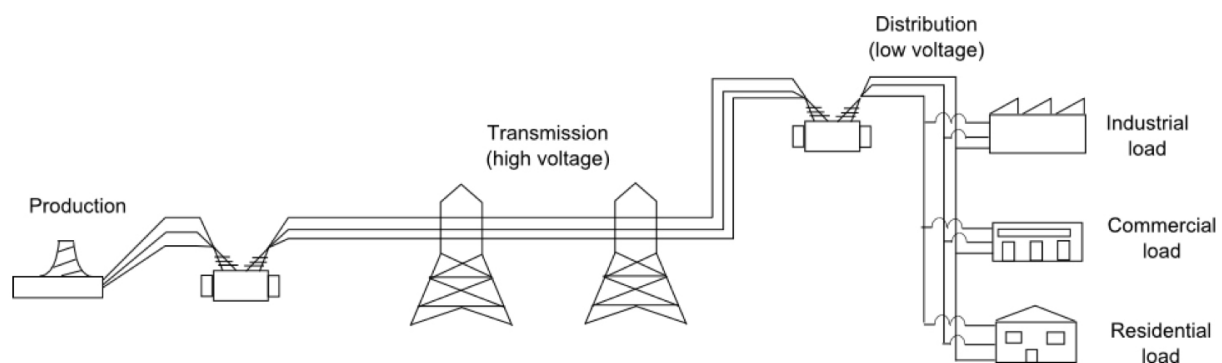 Production
Transmission
(high voltage)
Distribution
(low voltage)
Industrial
load
Commercial
load
Residential
load